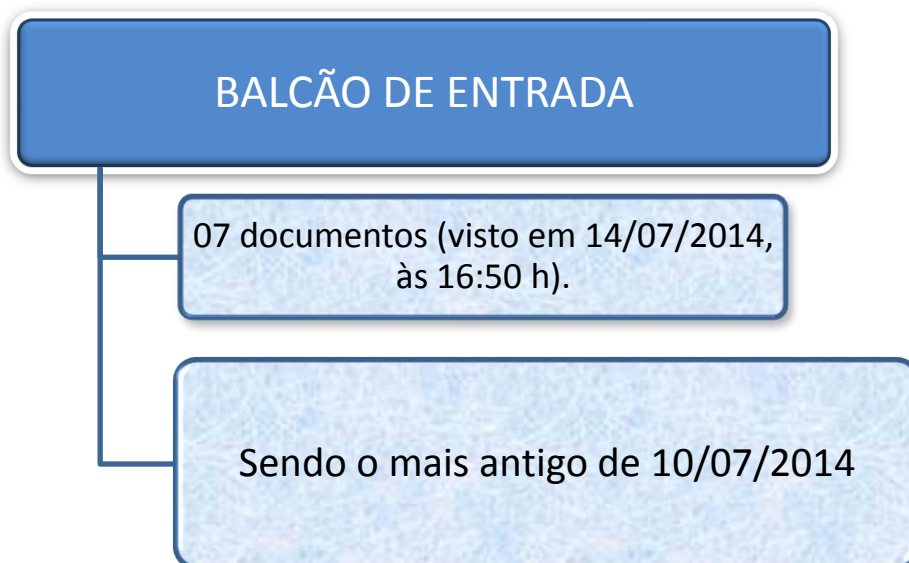 BALCÃO DE ENTRADA
07 documentos (visto em 14/07/2014,
às 16:50 h).
Sendo o mais antigo de 10/07/2014